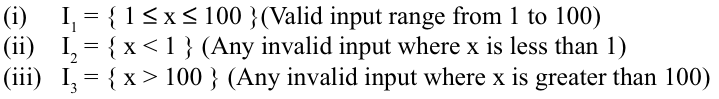 (i) I₁ = { 1 ≤ x ≤ 100 }(Valid input range from 1 to 100)
(ii) I₂ = { x < 1 } (Any invalid input where x is less than 1)
(iii) I₃ = { x > 100 } (Any invalid input where x is greater than 100)